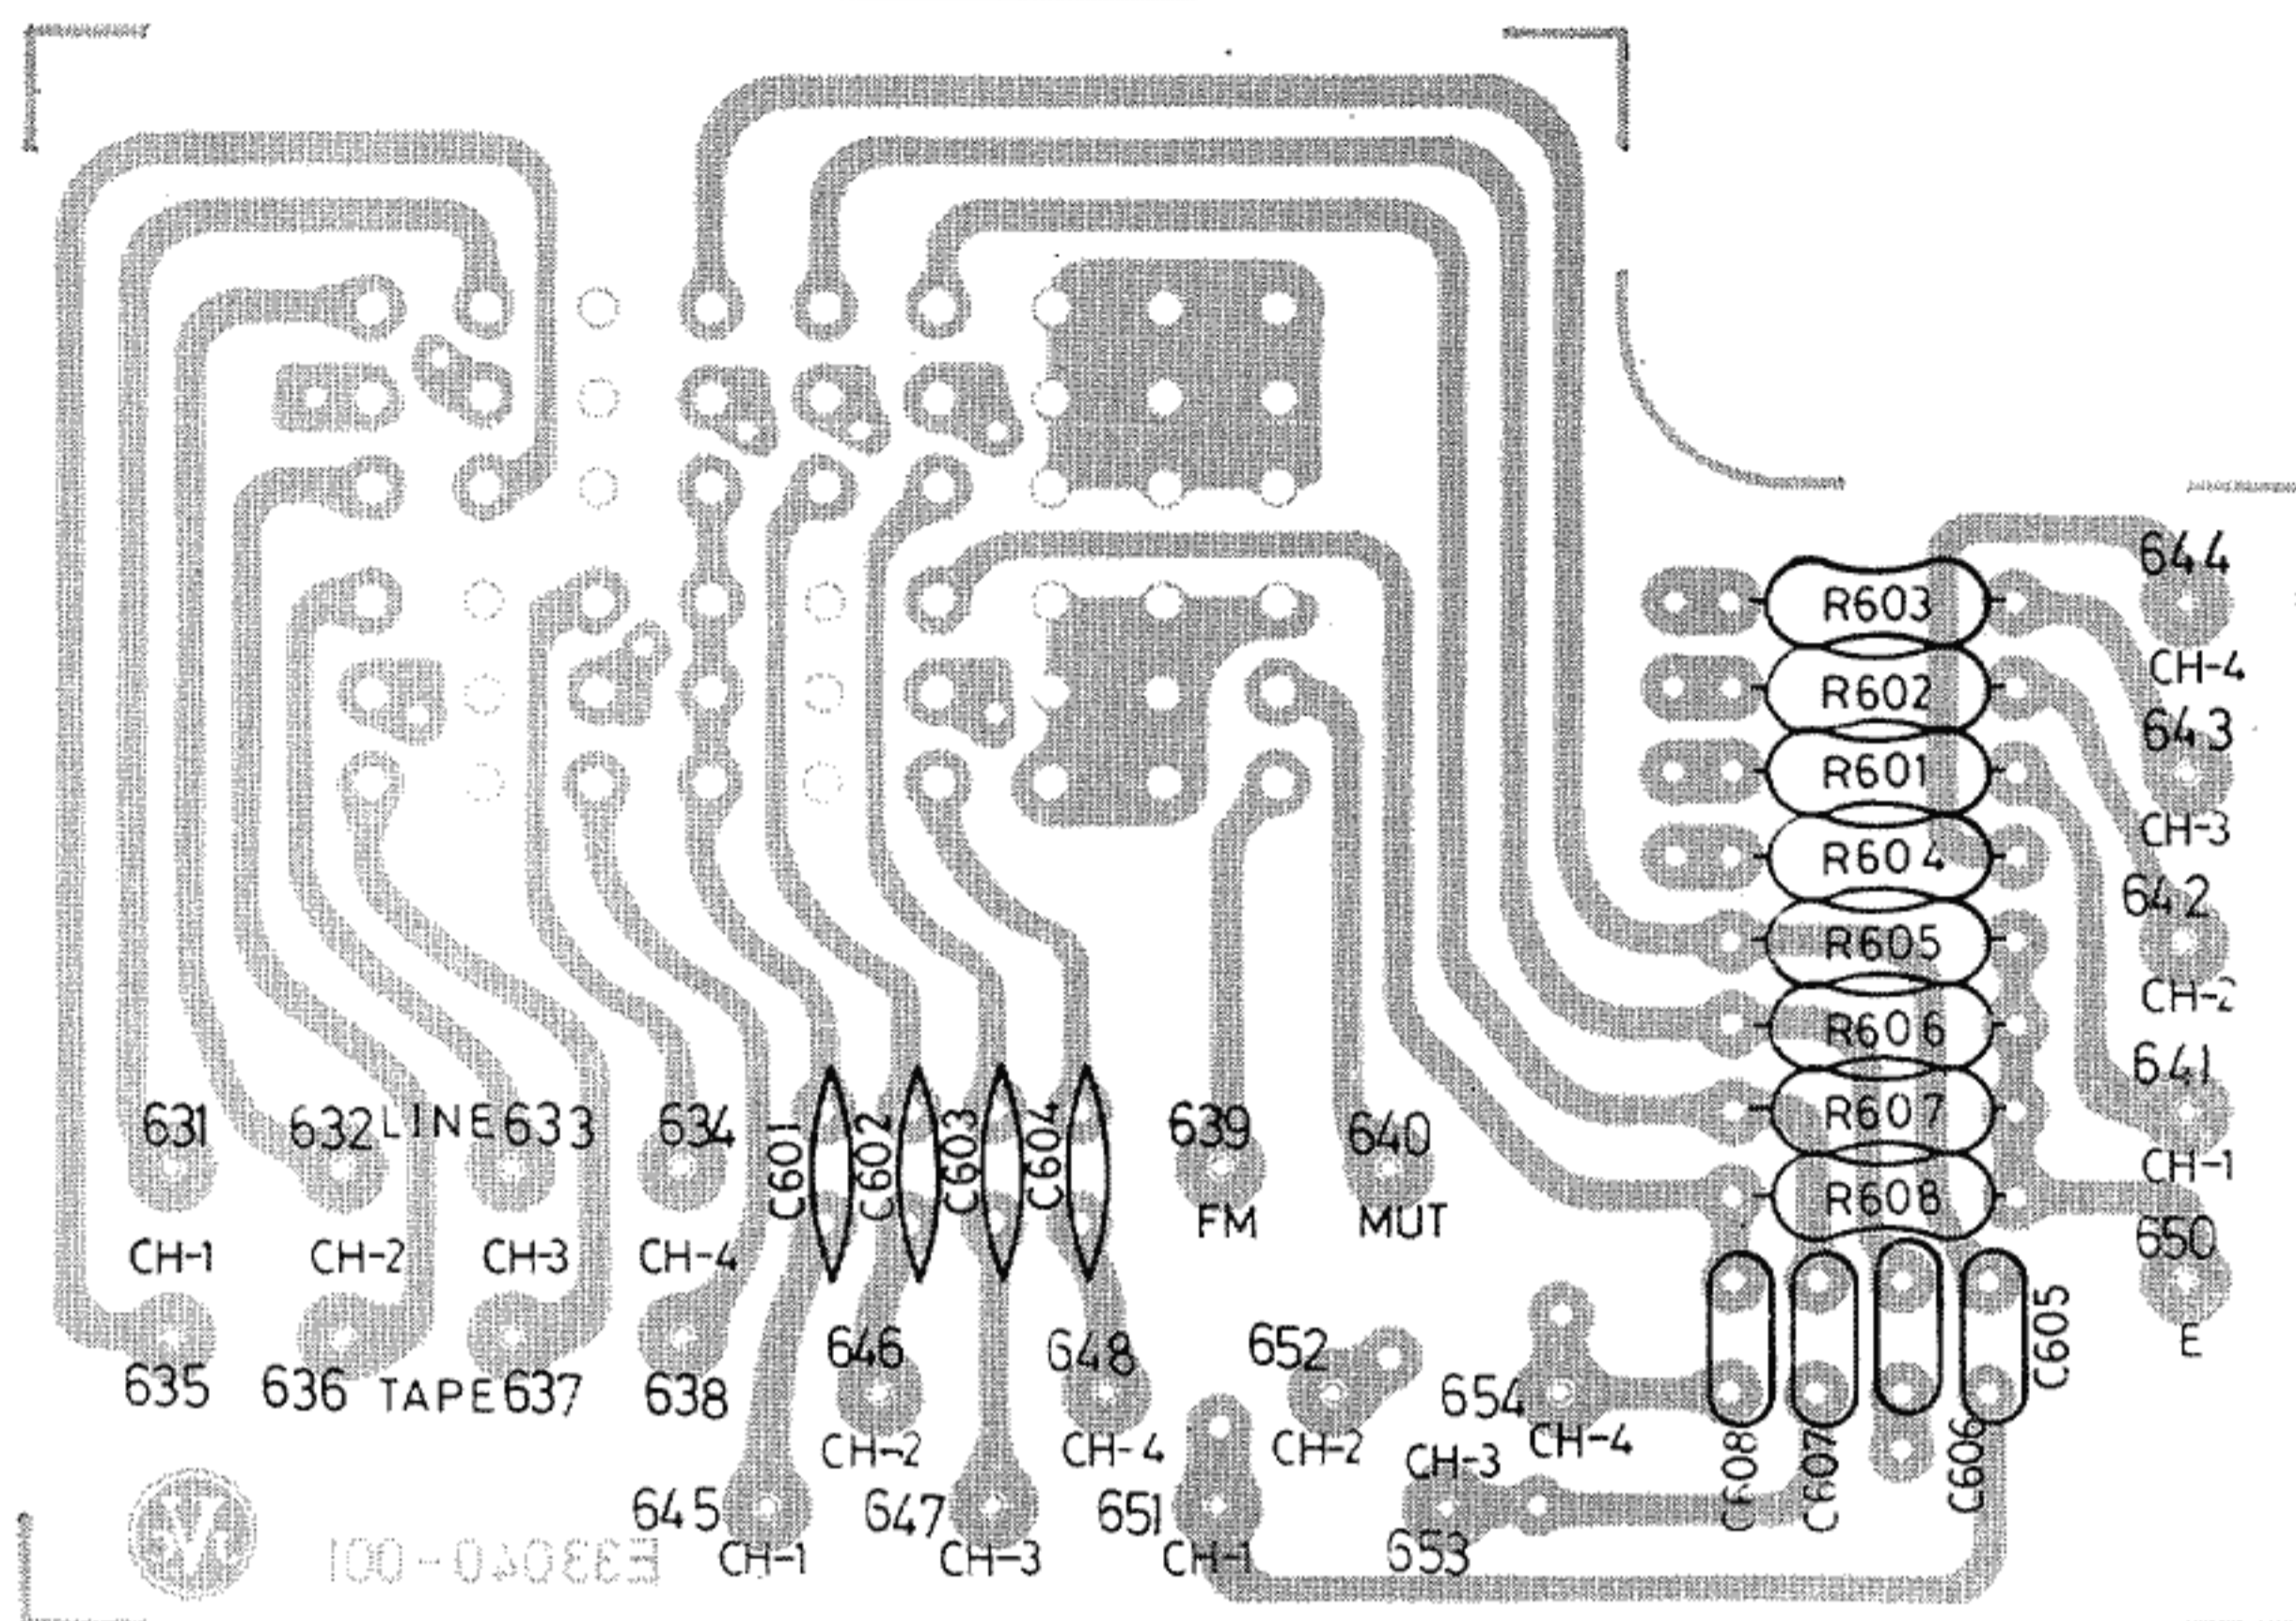 644
R603
CH-4
R602
643
R601
CH-3
R604
642
R605
CH-2
R606
641
631
632 LINE 633
634
C601
C602
C603
C604
639
640
R607
CH-1
R608
FM
MUT
650
CH-1
CH-2
CH-3
CH-4
E
C605
646
648
652
635
636 TAPE 637
638
654
CH-2
CH-4
CH-2
CH-3
CH-4
C608
C607
C606
645
647
651
653
CH-1
CH-3
CH-1
E33040-001